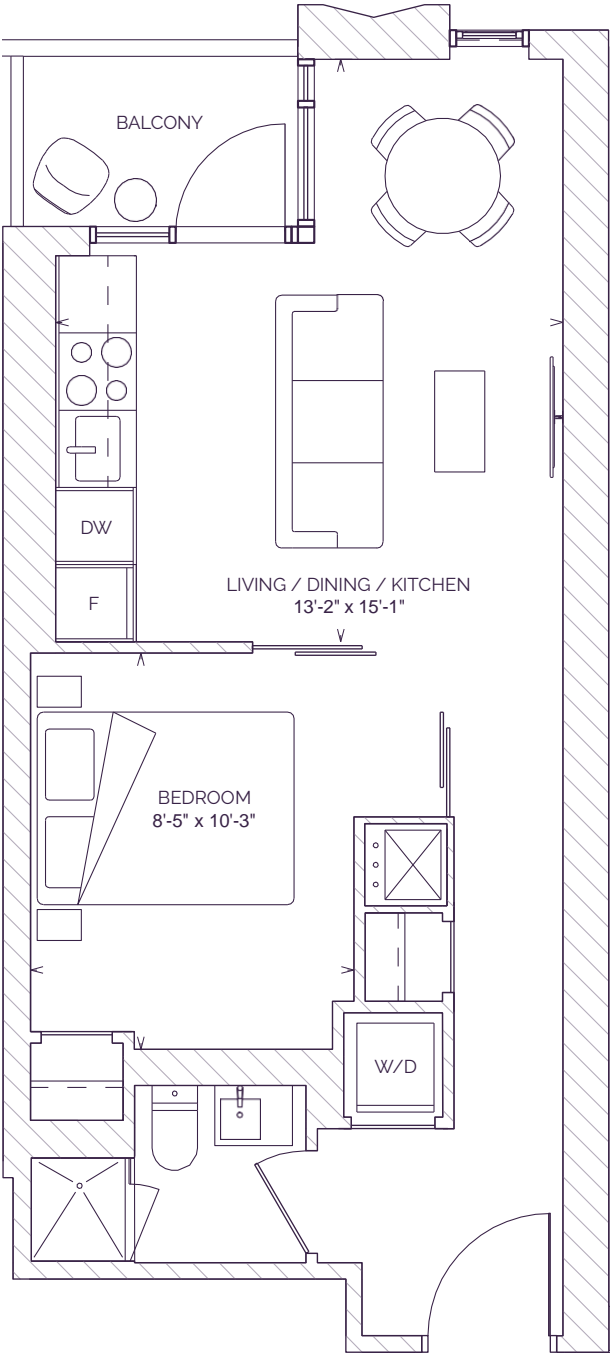 BALCONY
DW
F
LIVING / DINING / KITCHEN
13'-2" x 15'-1"
BEDROOM
8'-5" x 10'-3"
W/D